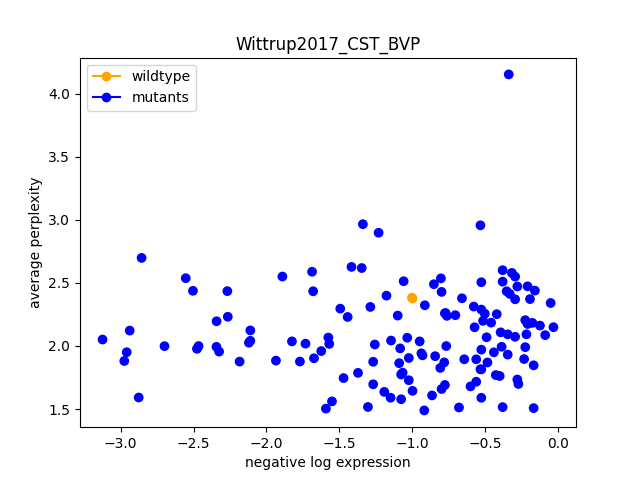 Wittrup2017_CST_BVP
wildtype
mutants
average perplexity
4.0
3.5
3.0
2.5
2.0
1.5
−3.0 −2.5 −2.0 −1.5 −1.0 −0.5 0.0
negative log expression